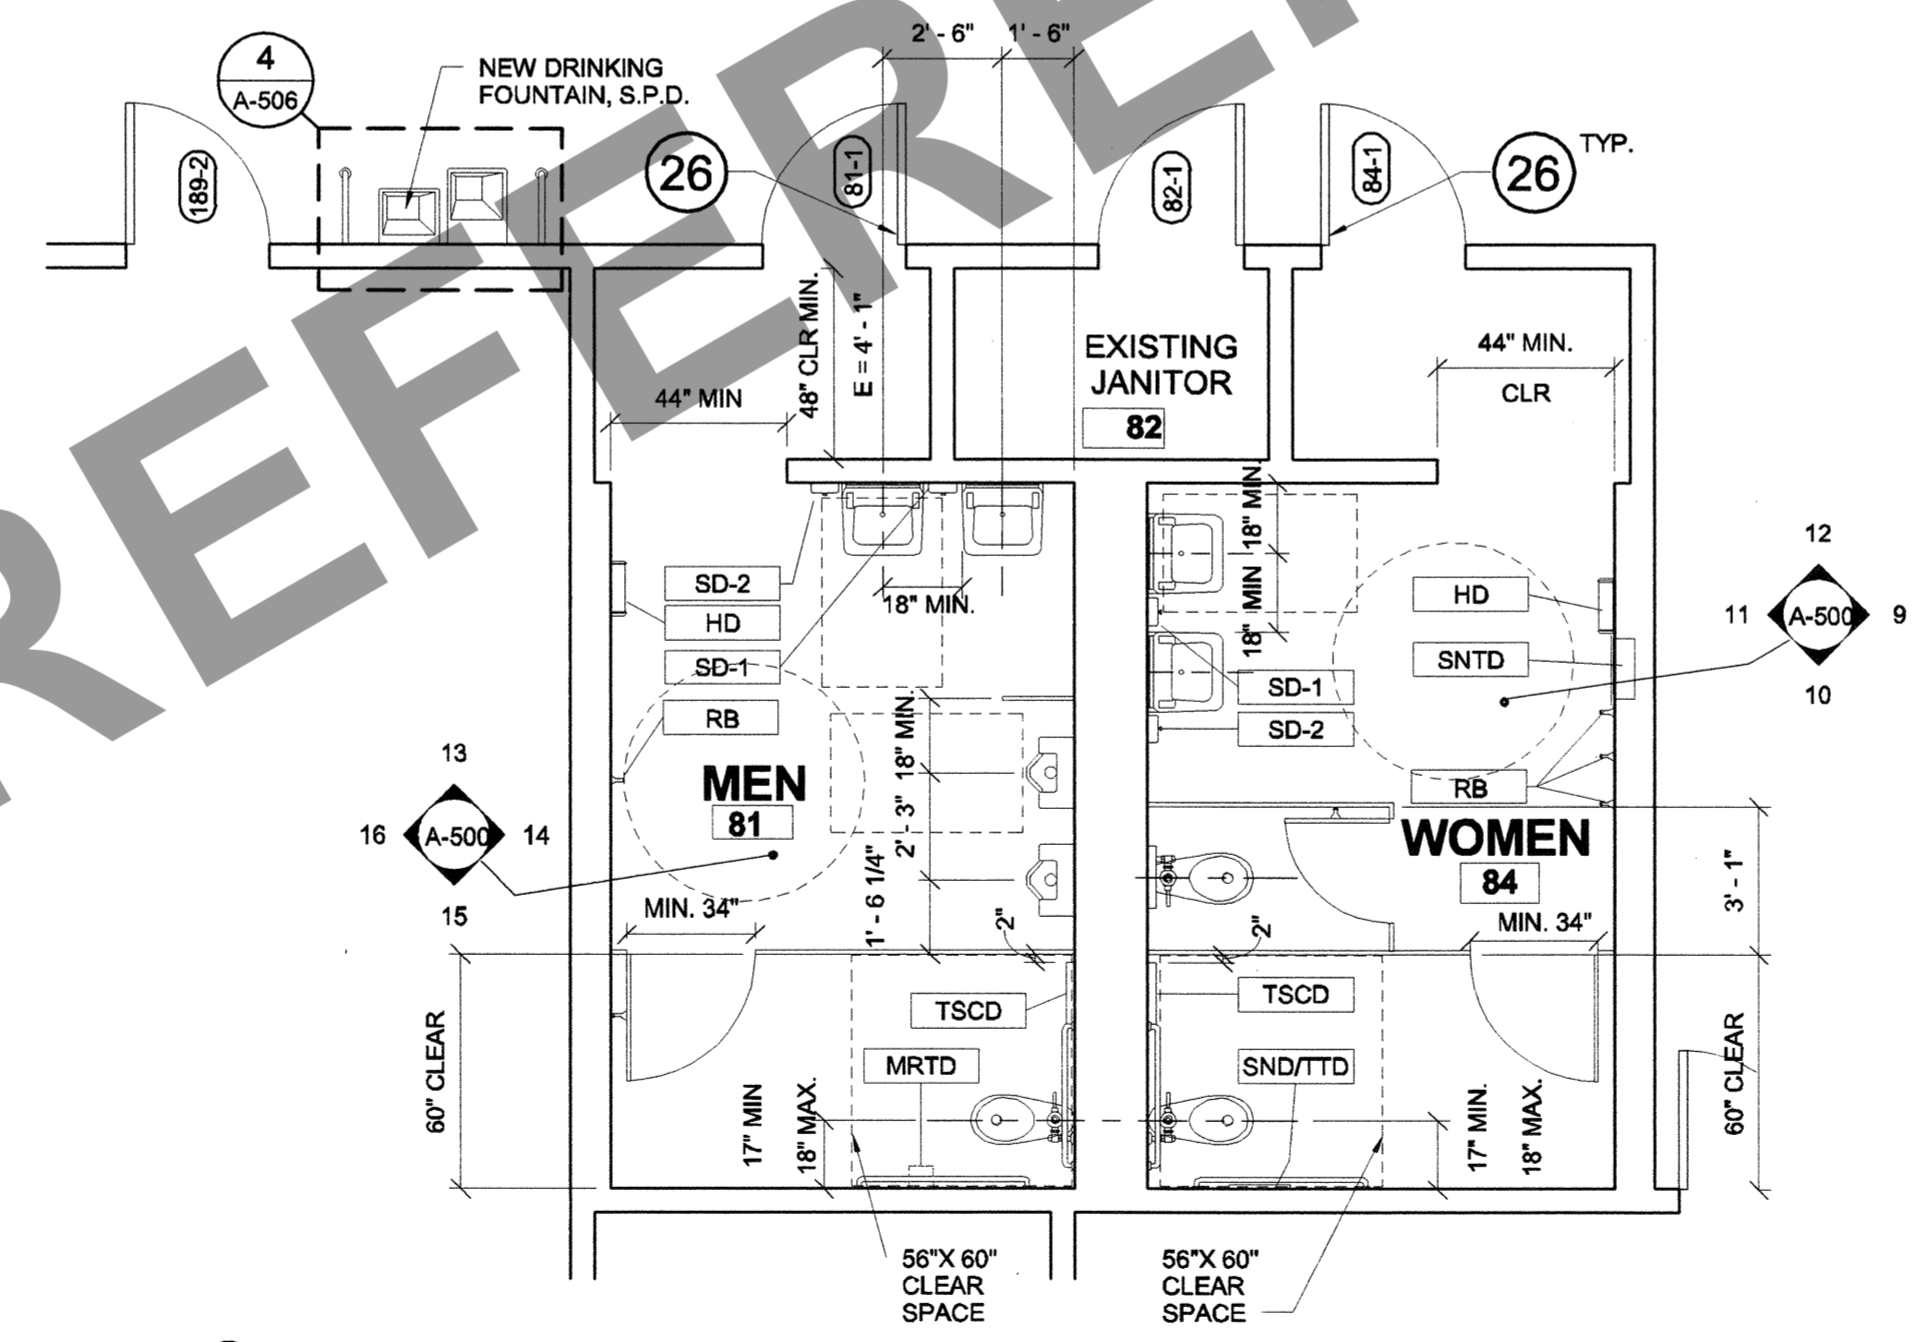 2' - 6"
1' - 6"
4
A-506
NEW DRINKING
FOUNTAIN, S.P.D.
189-2
26
81-1
82-1
84-1
26
TYP.
48" CLR MIN.
E = 4' - 1"
EXISTING
JANITOR
82
44" MIN
44" MIN.
CLR
SD-2
HD
SD-1
RB
18" MIN.
18" MIN.
18" MIN
HD
SNTD
SD-1
SD-2
RB
12
11
A-500
9
10
MEN
81
18" MIN.
2' - 3"
1' - 6 1/4"
13
16
A-500
14
15
MIN. 34"
2"
WOMEN
84
MIN. 34"
2"
3' - 1"
60" CLEAR
TSCD
MRTD
17" MIN
18" MAX.
TSCD
SND/TTD
17" MIN.
18" MAX.
60" CLEAR
56"X 60"
CLEAR
SPACE
56"X 60"
CLEAR
SPACE
REFERE